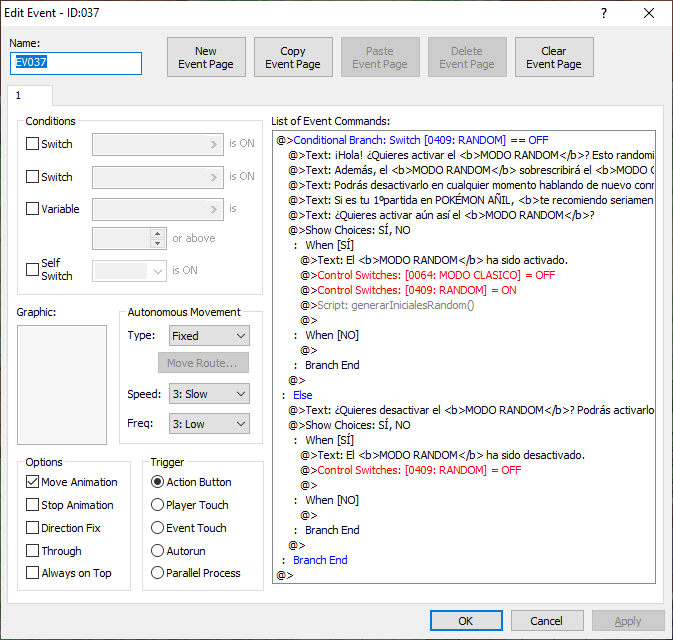 Edit Event - ID:037
Name:
EV037
New
Event Page
Copy
Event Page
Paste
Event Page
Delete
Event Page
Clear
Event Page
1
Conditions
Switch
is ON
Switch
is ON
Variable
is
or above
Self
Switch
is ON
Graphic:
Autonomous Movement
Type:
Fixed
Move Route...
Speed:
3: Slow
Freq:
3: Low
Options
Move Animation
Stop Animation
Direction Fix
Through
Always on Top
Trigger
Action Button
Player Touch
Event Touch
Autorun
Parallel Process
List of Event Commands:
@>Conditional Branch: Switch [0409: RANDOM] == OFF
@>Text: ¡Hola! ¿Quieres activar el <b>MODO RANDOM</b>? Esto randomi
@>Text: Además, el <b>MODO RANDOM</b> sobrescribirá el <b>MODO C
@>Text: Podrás desactivarlo en cualquier momento hablando de nuevo conm
@>Text: Si es tu 1ºpartida en POKÉMON AÑIL, <b>te recomiendo seriamen
@>Text: ¿Quieres activar aún así el <b>MODO RANDOM</b>?
@>Show Choices: SÍ, NO
: When [SÍ]
@>Text: El <b>MODO RANDOM</b> ha sido activado.
@>Control Switches: [0064: MODO CLASICO] = OFF
@>Control Switches: [0409: RANDOM] = ON
@>Script: generarInicialesRandom()
@>
: When [NO]
@>
: Branch End
@>
: Else
@>Text: ¿Quieres desactivar el <b>MODO RANDOM</b>? Podrás activarlo
@>Show Choices: SÍ, NO
: When [SÍ]
@>Text: El <b>MODO RANDOM</b> ha sido desactivado.
@>Control Switches: [0409: RANDOM] = OFF
@>
: When [NO]
@>
: Branch End
@>
: Branch End
@>
OK
Cancel
Apply